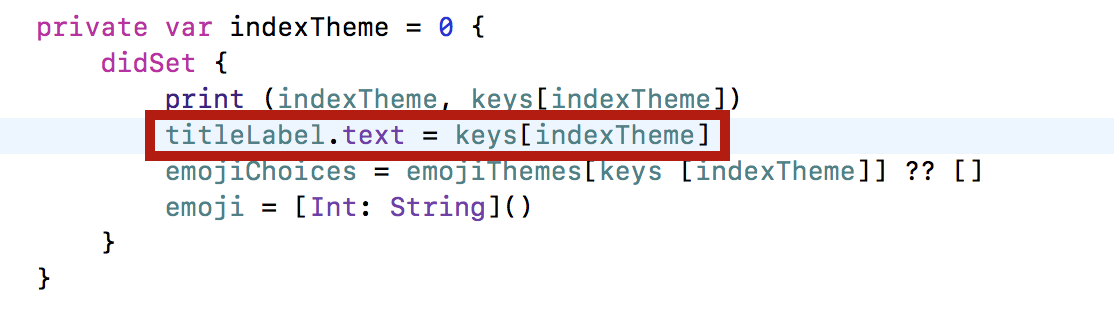 private var indexTheme = 0 {
didSet {
print (indexTheme, keys[indexTheme])
titleLabel.text = keys[indexTheme]
emojiChoices = emojiThemes[keys [indexTheme]] ?? []
emoji = [Int: String]()
}
}